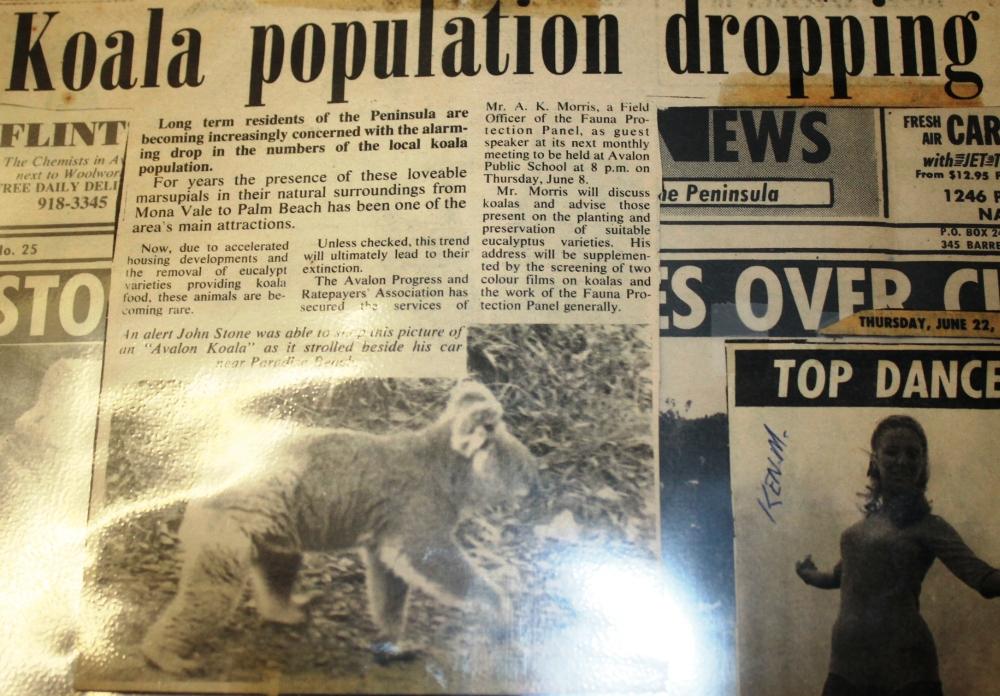 Koala population dropping
FLINT
The Chemists in A
next to Woolwor
REE DAILY DELI
918-3345
lo. 25
STO
Long term residents of the Peninsula are
becoming increasingly concerned with the alarm-
ing drop in the numbers of the local koala
population.
For years the presence of these loveable
marsupials in their natural surroundings from
Mona Vale to Palm Beach has been one of the
area's main attractions.
Now, due to accelerated
housing developments and
the removal of eucalypt
varieties providing koala
food, these animals are be-
coming rare.
Unless checked, this trend
will ultimately lead to their
extinction.
The Avalon Progress and
Ratepayers' Association has
secured the services of
Mr. A. K. Morris, a Field
Officer of the Fauna Pro-
tection Panel, as guest
speaker at its next monthly
meeting to be held at Avalon
Public School at 8 p.m. on
Thursday, June 8.
Mr. Morris will discuss
koalas and advise those
present on the planting and
preservation of suitable
eucalyptus varieties. His
address will be supplemen-
ted by the screening of two
colour films on koalas and
the work of the Fauna Pro-
tection Panel generally.
An alert John Stone was able to snap this picture of
an "Avalon Koala" as it strolled beside his car
near Paradise Beach
EWS
he Peninsula
FRESH
AIR CAR
with JET
From $12.95 P
1246 P
NA
P.O. BOX 24
345 BARRE
ES OVER
THURSDAY, JUNE 22,
TOP DANCE
KEN.M.